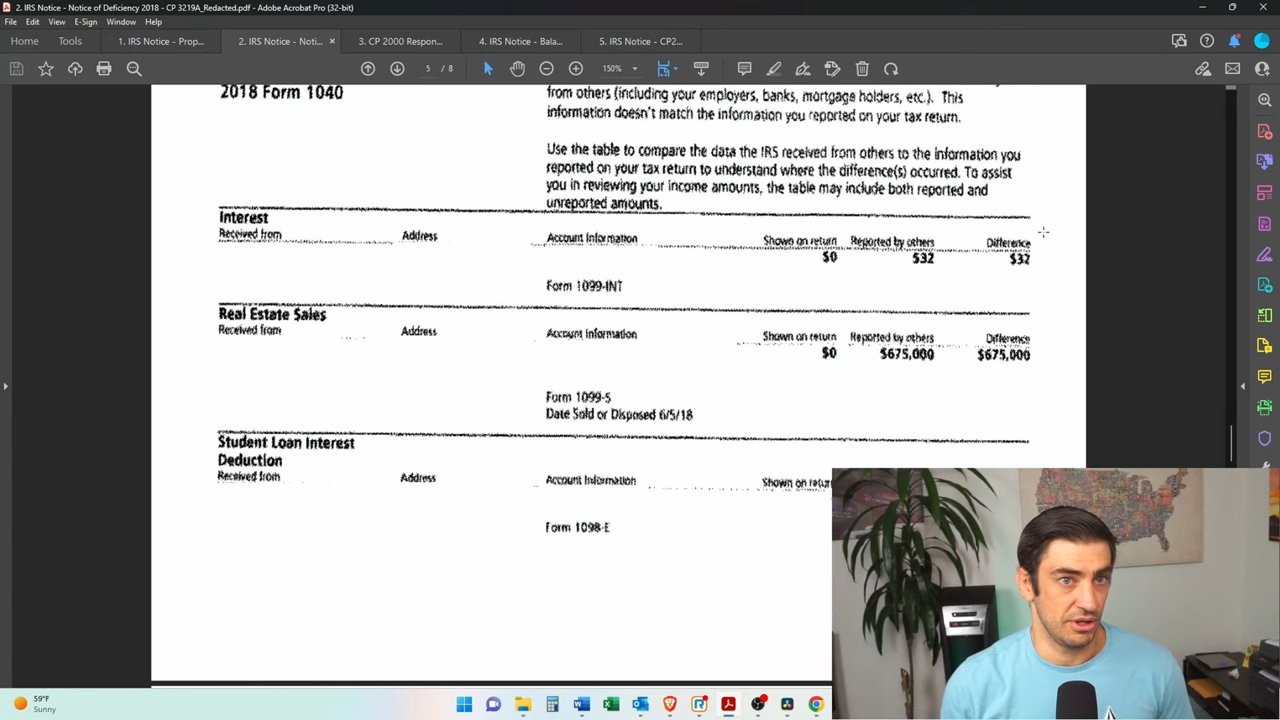 2. IRS Notice - Notice of Deficiency 2018 - CP 3219A_Redacted.pdf - Adobe Acrobat Pro (32-bit)
File Edit View E-Sign Window Help
Home Tools 1. IRS Notice - Prop... 2. IRS Notice - Noti... × 3. CP 2000 Respon... 4. IRS Notice - Bala... 5. IRS Notice - CP2...
5 / 8 150%
2018 Form 1040
from others (including your employers, banks, mortgage holders, etc.). This
information doesn't match the information you reported on your tax return.
Use the table to compare the data the IRS received from others to the information you
reported on your tax return to understand where the difference(s) occurred. To assist
you in reviewing your income amounts, the table may include both reported and
unreported amounts.
Interest
Received from Address Account Information Shown on return Reported by others Difference
$0 $32 $32
Form 1099-INT
Real Estate Sales
Received from Address Account Information Shown on return Reported by others Difference
$0 $675,000 $675,000
Form 1099-S
Date Sold or Disposed 6/5/18
Student Loan Interest
Deduction
Received from Address Account Information Shown on return
Form 1098-E
59°F
Sunny